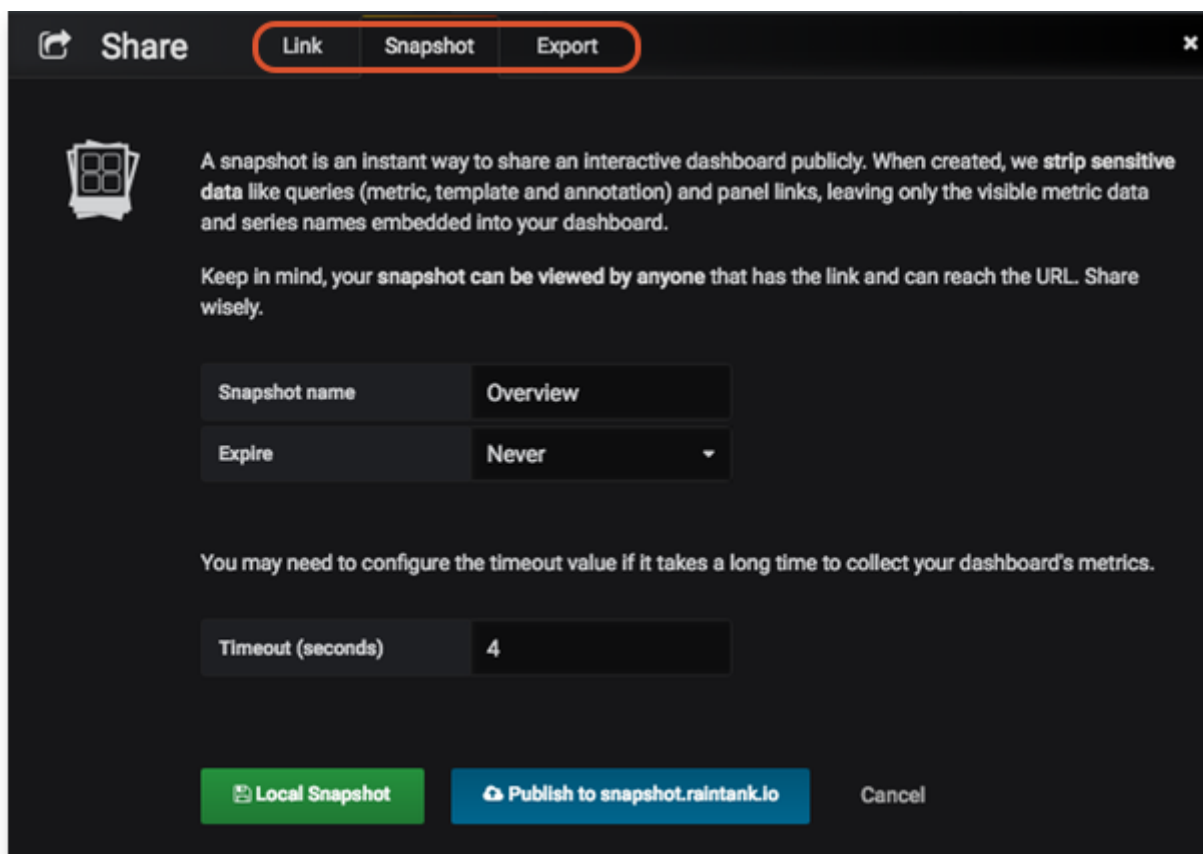 Share
Link
Snapshot
Export
×
A snapshot is an instant way to share an interactive dashboard publicly. When created, we strip sensitive
data like queries (metric, template and annotation) and panel links, leaving only the visible metric data
and series names embedded into your dashboard.
Keep in mind, your snapshot can be viewed by anyone that has the link and can reach the URL. Share
wisely.
Snapshot name
Overview
Expire
Never
You may need to configure the timeout value if it takes a long time to collect your dashboard's metrics.
Timeout (seconds)
4
Local Snapshot
Publish to snapshot.raintank.io
Cancel